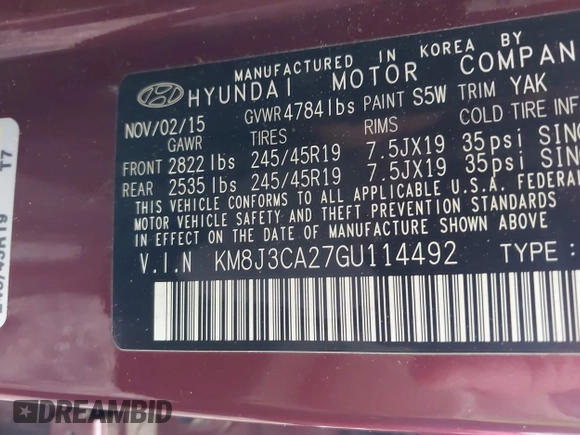 MANUFACTURED IN KOREA BY
HYUNDAI MOTOR COMPAN
NOV/02/15 GVWR 4784 lbs PAINT S5W TRIM YAK
GAWR TIRES RIMS COLD TIRE INF
FRONT 2822 lbs 245/45R19 7.5JX19 35psi SING
REAR 2535 lbs 245/45R19 7.5JX19 35psi SING
THIS VEHICLE CONFORMS TO ALL APPLICABLE U.S.A. FEDERAL
MOTOR VEHICLE SAFETY AND THEFT PREVENTION STANDARDS
IN EFFECT ON THE DATE OF MANUFACTURE SHOWN ABOVE.
V.I.N KM8J3CA27GU114492 TYPE :
T7
DREAMBID